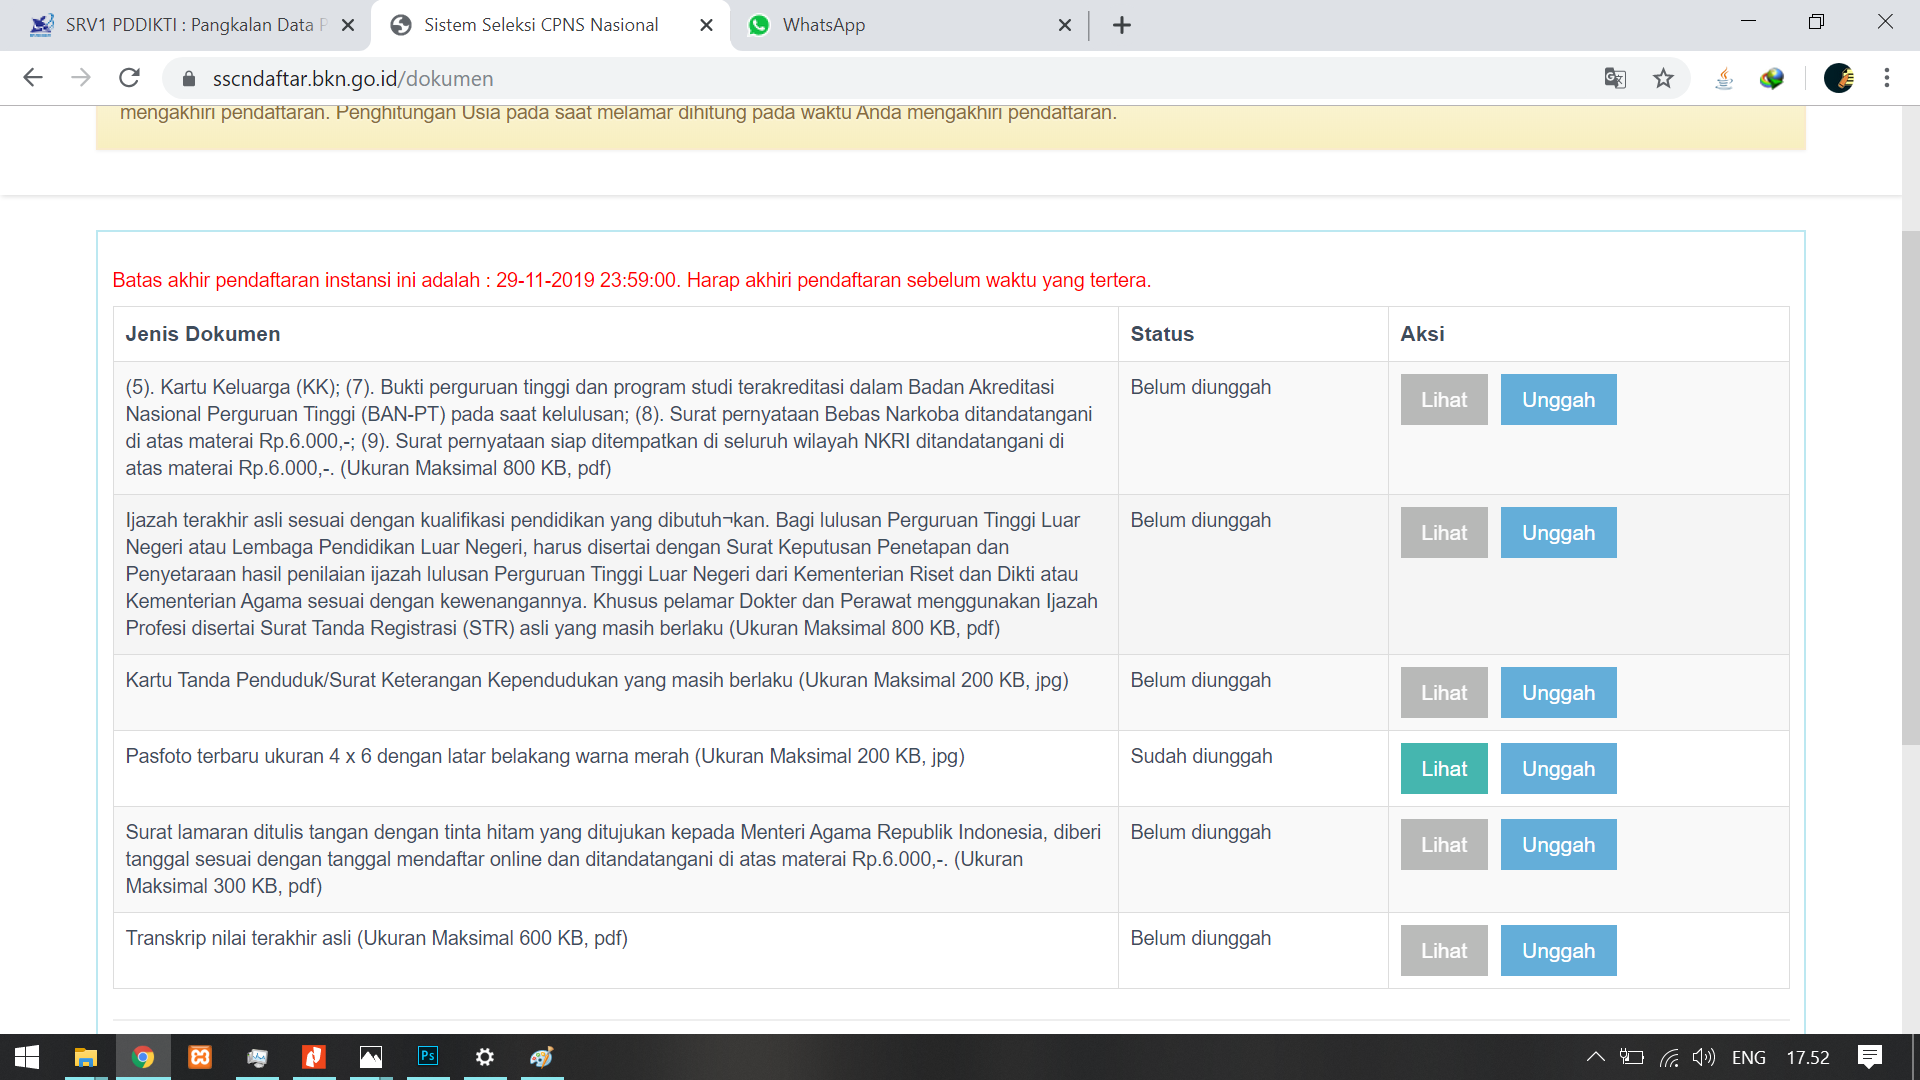 SRV1 PDDIKTI : Pangkalan Data P
Sistem Seleksi CPNS Nasional
WhatsApp
sscndaftar.bkn.go.id/dokumen
mengakhiri pendaftaran. Penghitungan Usia pada saat melamar dihitung pada waktu Anda mengakhiri pendaftaran.
Batas akhir pendaftaran instansi ini adalah : 29-11-2019 23:59:00. Harap akhiri pendaftaran sebelum waktu yang tertera.
Jenis Dokumen Status Aksi
(5). Kartu Keluarga (KK); (7). Bukti perguruan tinggi dan program studi terakreditasi dalam Badan Akreditasi
Nasional Perguruan Tinggi (BAN-PT) pada saat kelulusan; (8). Surat pernyataan Bebas Narkoba ditandatangani
di atas materai Rp.6.000,-; (9). Surat pernyataan siap ditempatkan di seluruh wilayah NKRI ditandatangani di
atas materai Rp.6.000,-. (Ukuran Maksimal 800 KB, pdf)
Belum diunggah
Lihat Unggah
Ijazah terakhir asli sesuai dengan kualifikasi pendidikan yang dibutuh¬kan. Bagi lulusan Perguruan Tinggi Luar
Negeri atau Lembaga Pendidikan Luar Negeri, harus disertai dengan Surat Keputusan Penetapan dan
Penyetaraan hasil penilaian ijazah lulusan Perguruan Tinggi Luar Negeri dari Kementerian Riset dan Dikti atau
Kementerian Agama sesuai dengan kewenangannya. Khusus pelamar Dokter dan Perawat menggunakan Ijazah
Profesi disertai Surat Tanda Registrasi (STR) asli yang masih berlaku (Ukuran Maksimal 800 KB, pdf)
Belum diunggah
Lihat Unggah
Kartu Tanda Penduduk/Surat Keterangan Kependudukan yang masih berlaku (Ukuran Maksimal 200 KB, jpg)
Belum diunggah
Lihat Unggah
Pasfoto terbaru ukuran 4 x 6 dengan latar belakang warna merah (Ukuran Maksimal 200 KB, jpg)
Sudah diunggah
Lihat Unggah
Surat lamaran ditulis tangan dengan tinta hitam yang ditujukan kepada Menteri Agama Republik Indonesia, diberi
tanggal sesuai dengan tanggal mendaftar online dan ditandatangani di atas materai Rp.6.000,-. (Ukuran
Maksimal 300 KB, pdf)
Belum diunggah
Lihat Unggah
Transkrip nilai terakhir asli (Ukuran Maksimal 600 KB, pdf)
Belum diunggah
Lihat Unggah
Ps
ENG 17.52